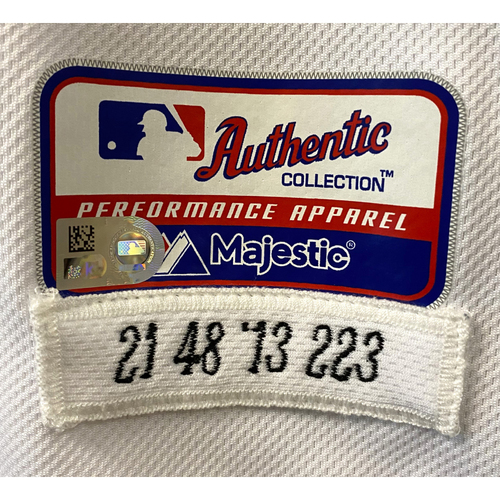 Authentic
COLLECTION™
PERFORMANCE APPAREL
Majestic®
21 48 '13 223